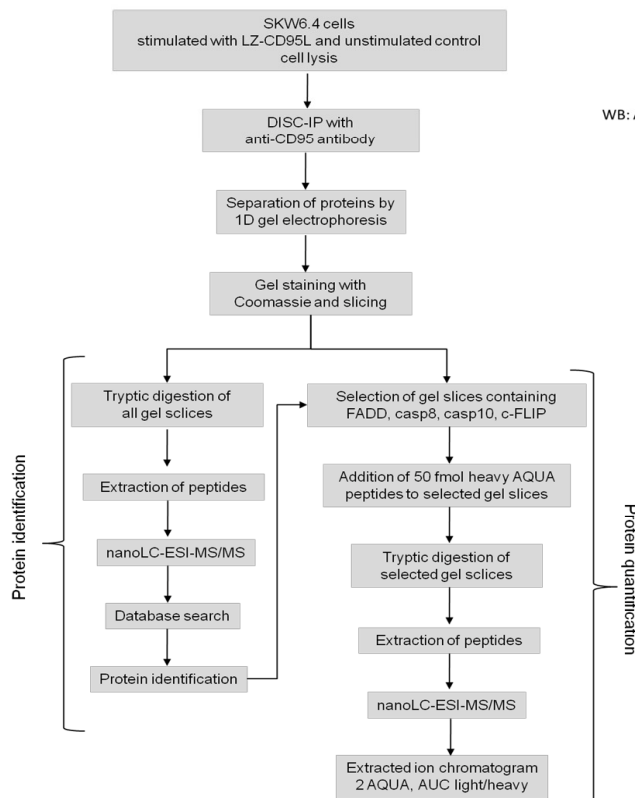 SKW6.4 cells
stimulated with LZ-CD95L and unstimulated control
cell lysis
WB: A
DISC-IP with
anti-CD95 antibody
Separation of proteins by
1D gel electrophoresis
Gel staining with
Coomassie and slicing
Protein identification
Tryptic digestion of
all gel sclices
Extraction of peptides
nanoLC-ESI-MS/MS
Database search
Protein identification
Selection of gel slices containing
FADD, casp8, casp10, c-FLIP
Addition of 50 fmol heavy AQUA
peptides to selected gel slices
Tryptic digestion of
selected gel sclices
Extraction of peptides
nanoLC-ESI-MS/MS
Extracted ion chromatogram
2 AQUA, AUC light/heavy
Protein quantification